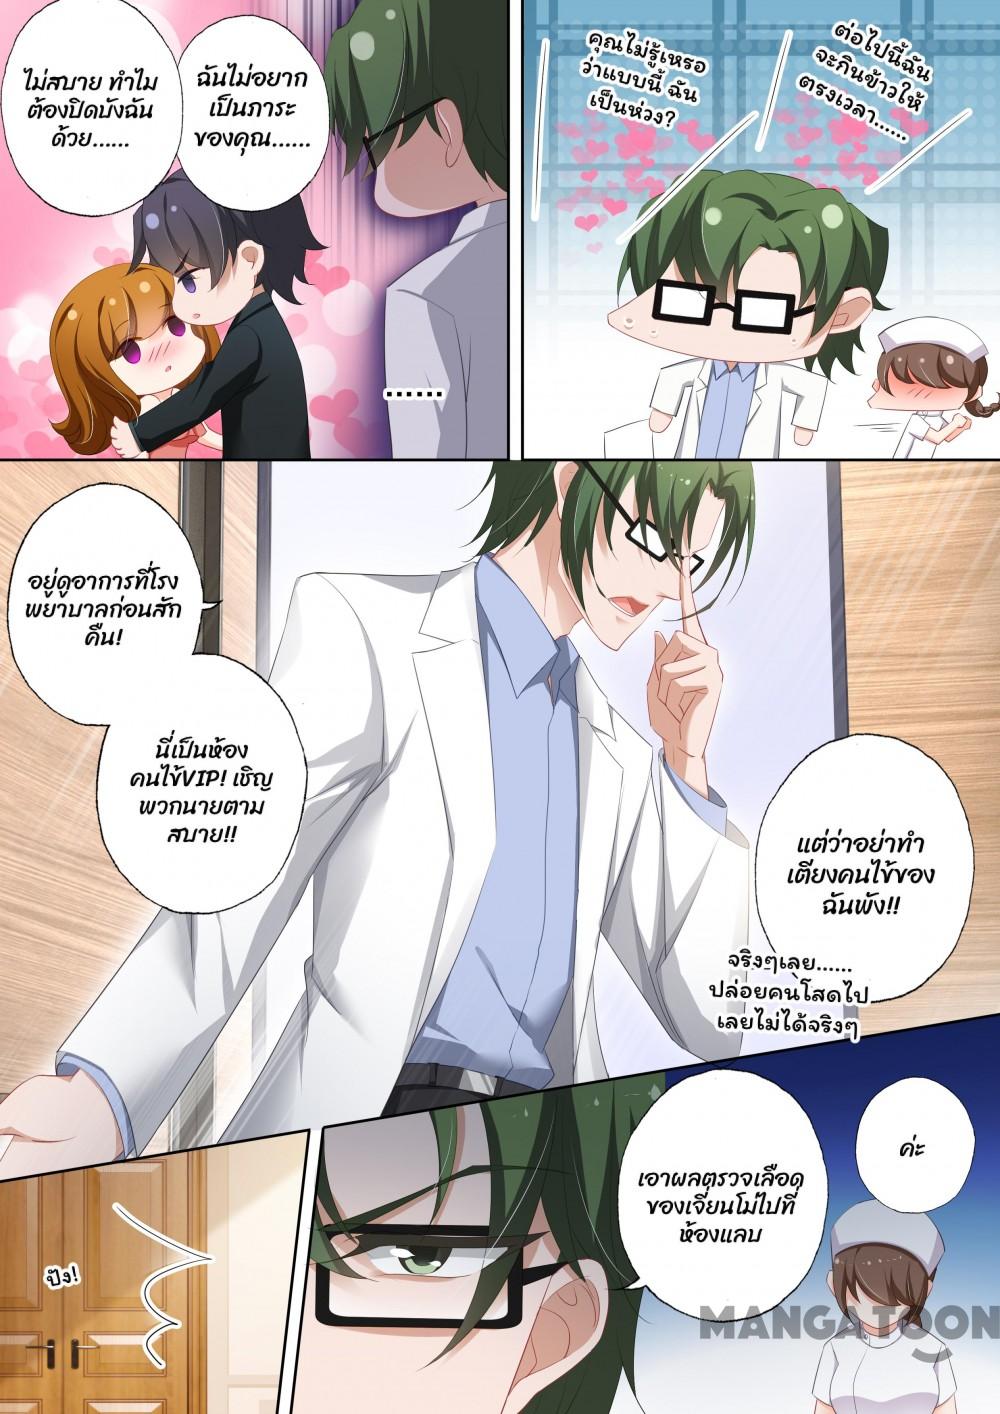 ไม่สบาย ทำไม
ต้องปิดบังฉัน
ด้วย......
ฉันไม่อยาก
เป็นภาระ
ของคุณ......
......
คุณไม่รู้เหรอ
ว่าแบบนี้ ฉัน
เป็นห่วง?
ต่อไปนี้ฉัน
จะกินข้าวให้
ตรงเวลา......
อยู่ดูอาการที่โรง
พยาบาลก่อนสัก
คืน!
นี่เป็นห้อง
คนไข้VIP! เชิญ
พวกนายตาม
สบาย!!
แต่ว่าอย่าทำ
เตียงคนไข้ของ
ฉันพัง!!
จริงๆเลย......
ปล่อยคนโสดไป
เลยไม่ได้จริงๆ
ปัง!
เอาผลตรวจเลือด
ของเจี่ยนโม่ไปที่
ห้องแลบ
ค่ะ
MANGATOON